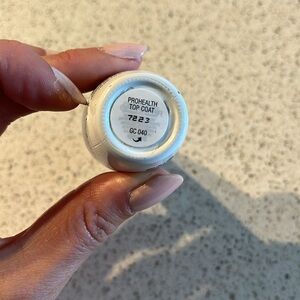 PROHEALTH
TOP COAT
7223
GC 040